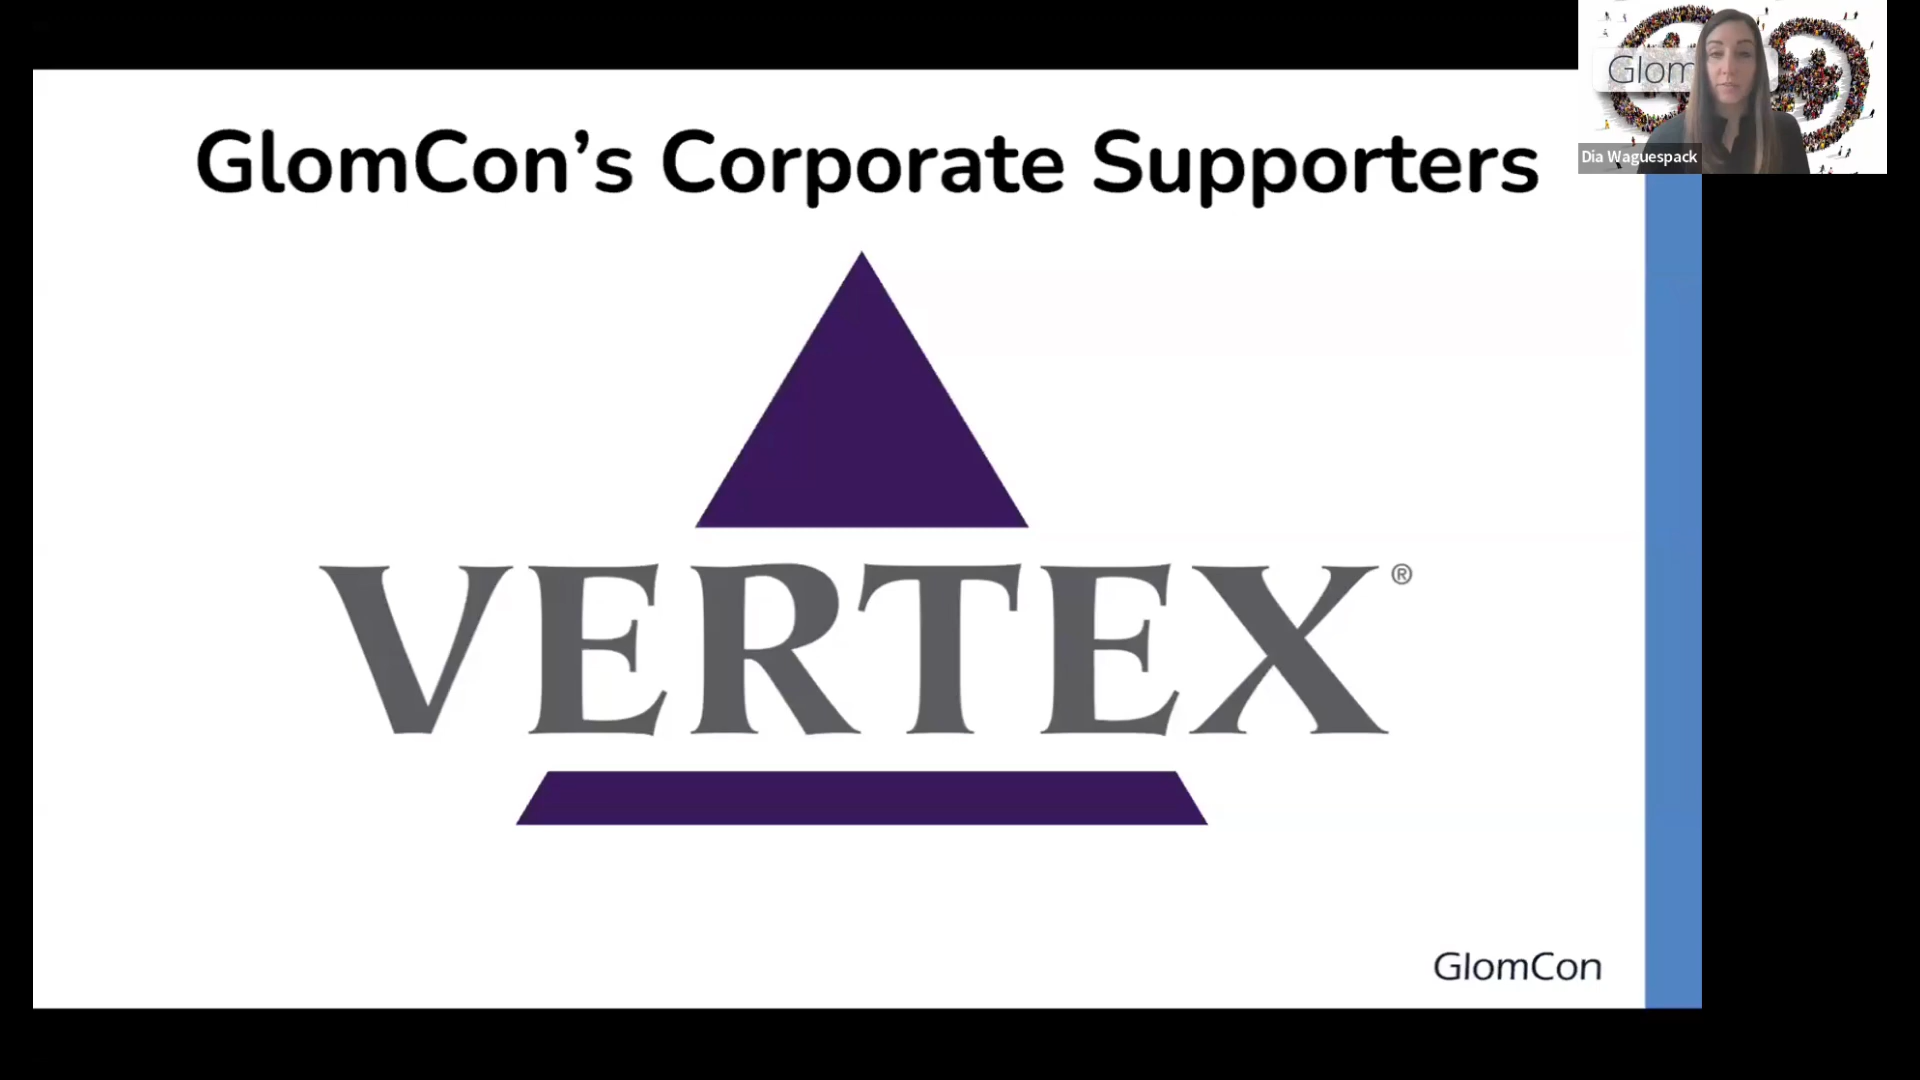 GlomCon’s Corporate Supporters
Glom
Dia Waguespack
VERTEX®
GlomCon